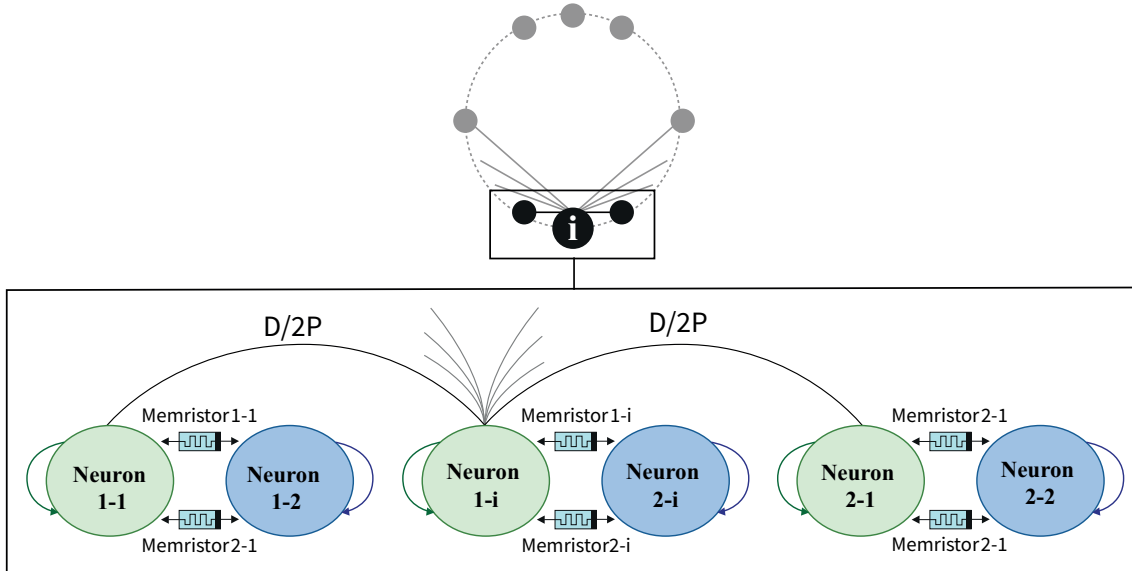 i
D/2P
D/2P
Memristor1-1
Memristor1-i
Memristor2-1
Neuron
1-1
Neuron
1-2
Neuron
1-i
Neuron
2-i
Neuron
2-1
Neuron
2-2
Memristor2-1
Memristor2-i
Memristor2-1